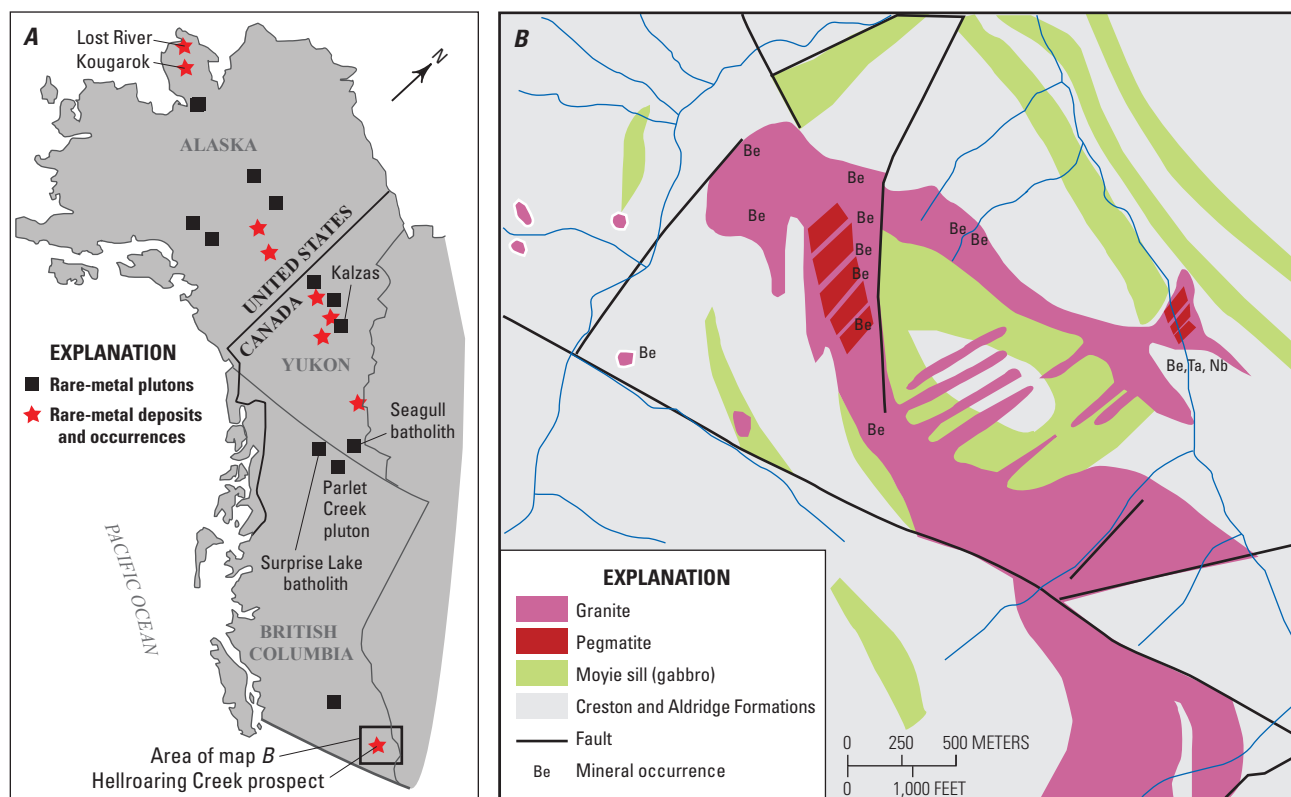 A
Lost River
Kougarok
N
ALASKA
UNITED STATES
CANADA
Kalzas
YUKON
EXPLANATION
Rare-metal plutons
Rare-metal deposits
and occurrences
Seagull
batholith
Parlet
Creek
pluton
Surprise Lake
batholith
PACIFIC OCEAN
BRITISH
COLUMBIA
Area of map B
Hellroaring Creek prospect
B
Be
Be
Be
Be
Be
Be
Be
Be
Be
Be
Be
Be,Ta, Nb
Be
EXPLANATION
Granite
Pegmatite
Moyie sill (gabbro)
Creston and Aldridge Formations
Fault
Be Mineral occurrence
0 250 500 METERS
0 1,000 FEET